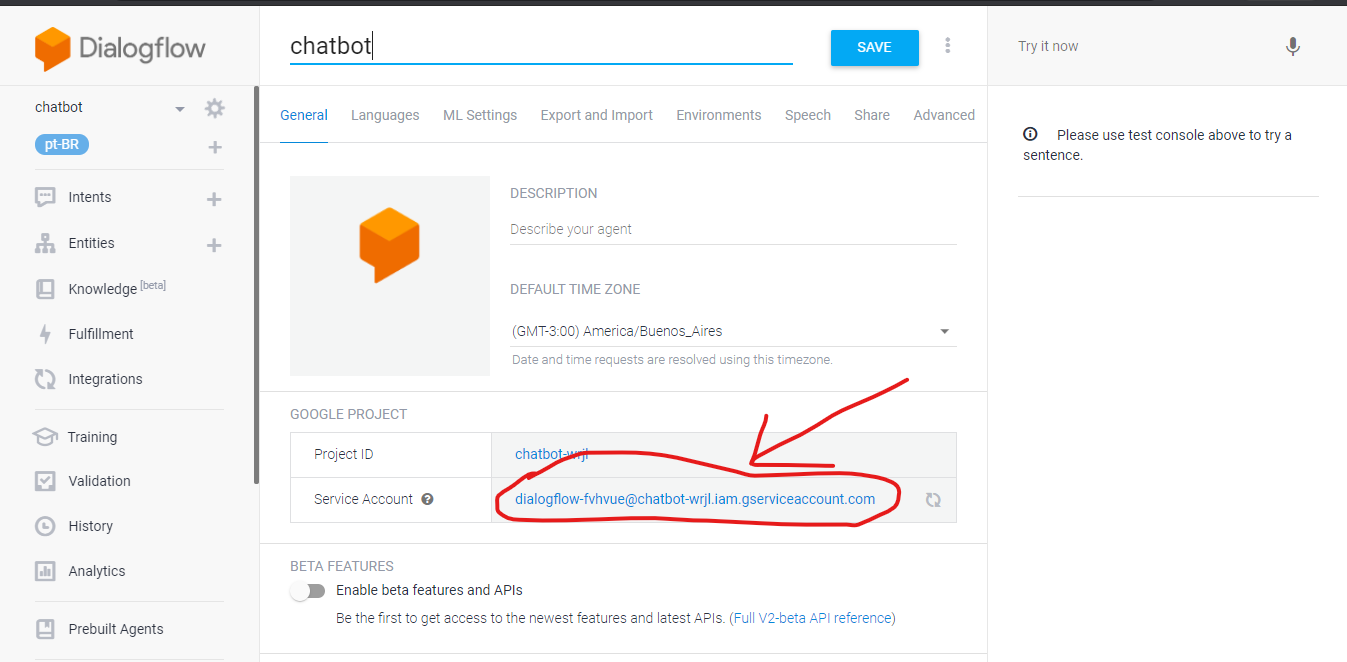 Dialogflow
chatbot
pt-BR
Intents
Entities
Knowledge [beta]
Fulfillment
Integrations
Training
Validation
History
Analytics
Prebuilt Agents
chatbot
SAVE
General Languages ML Settings Export and Import Environments Speech Share Advanced
DESCRIPTION
Describe your agent
DEFAULT TIME ZONE
(GMT-3:00) America/Buenos_Aires
Date and time requests are resolved using this timezone.
GOOGLE PROJECT
Project ID chatbot-wrjl
Service Account dialogflow-fvhvue@chatbot-wrjl.iam.gserviceaccount.com
BETA FEATURES
Enable beta features and APIs
Be the first to get access to the newest features and latest APIs. (Full V2-beta API reference)
Try it now
Please use test console above to try a
sentence.